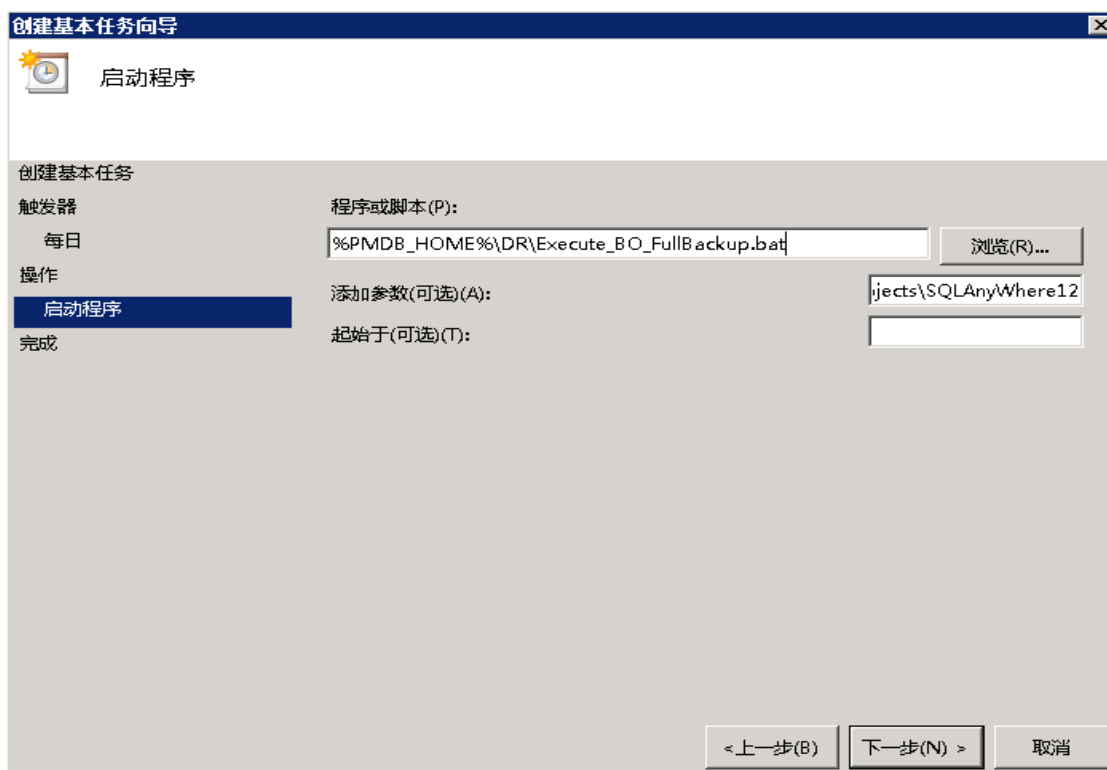 创建基本任务向导
启动程序
创建基本任务
触发器
每日
操作
启动程序
完成
程序或脚本(P):
%PMDB_HOME%\DR\Execute_BO_FullBackup.bat
浏览(R)...
添加参数(可选)(A):
jects\SQLAnyWhere12
起始于(可选)(T):
<上一步(B)
下一步(N) >
取消